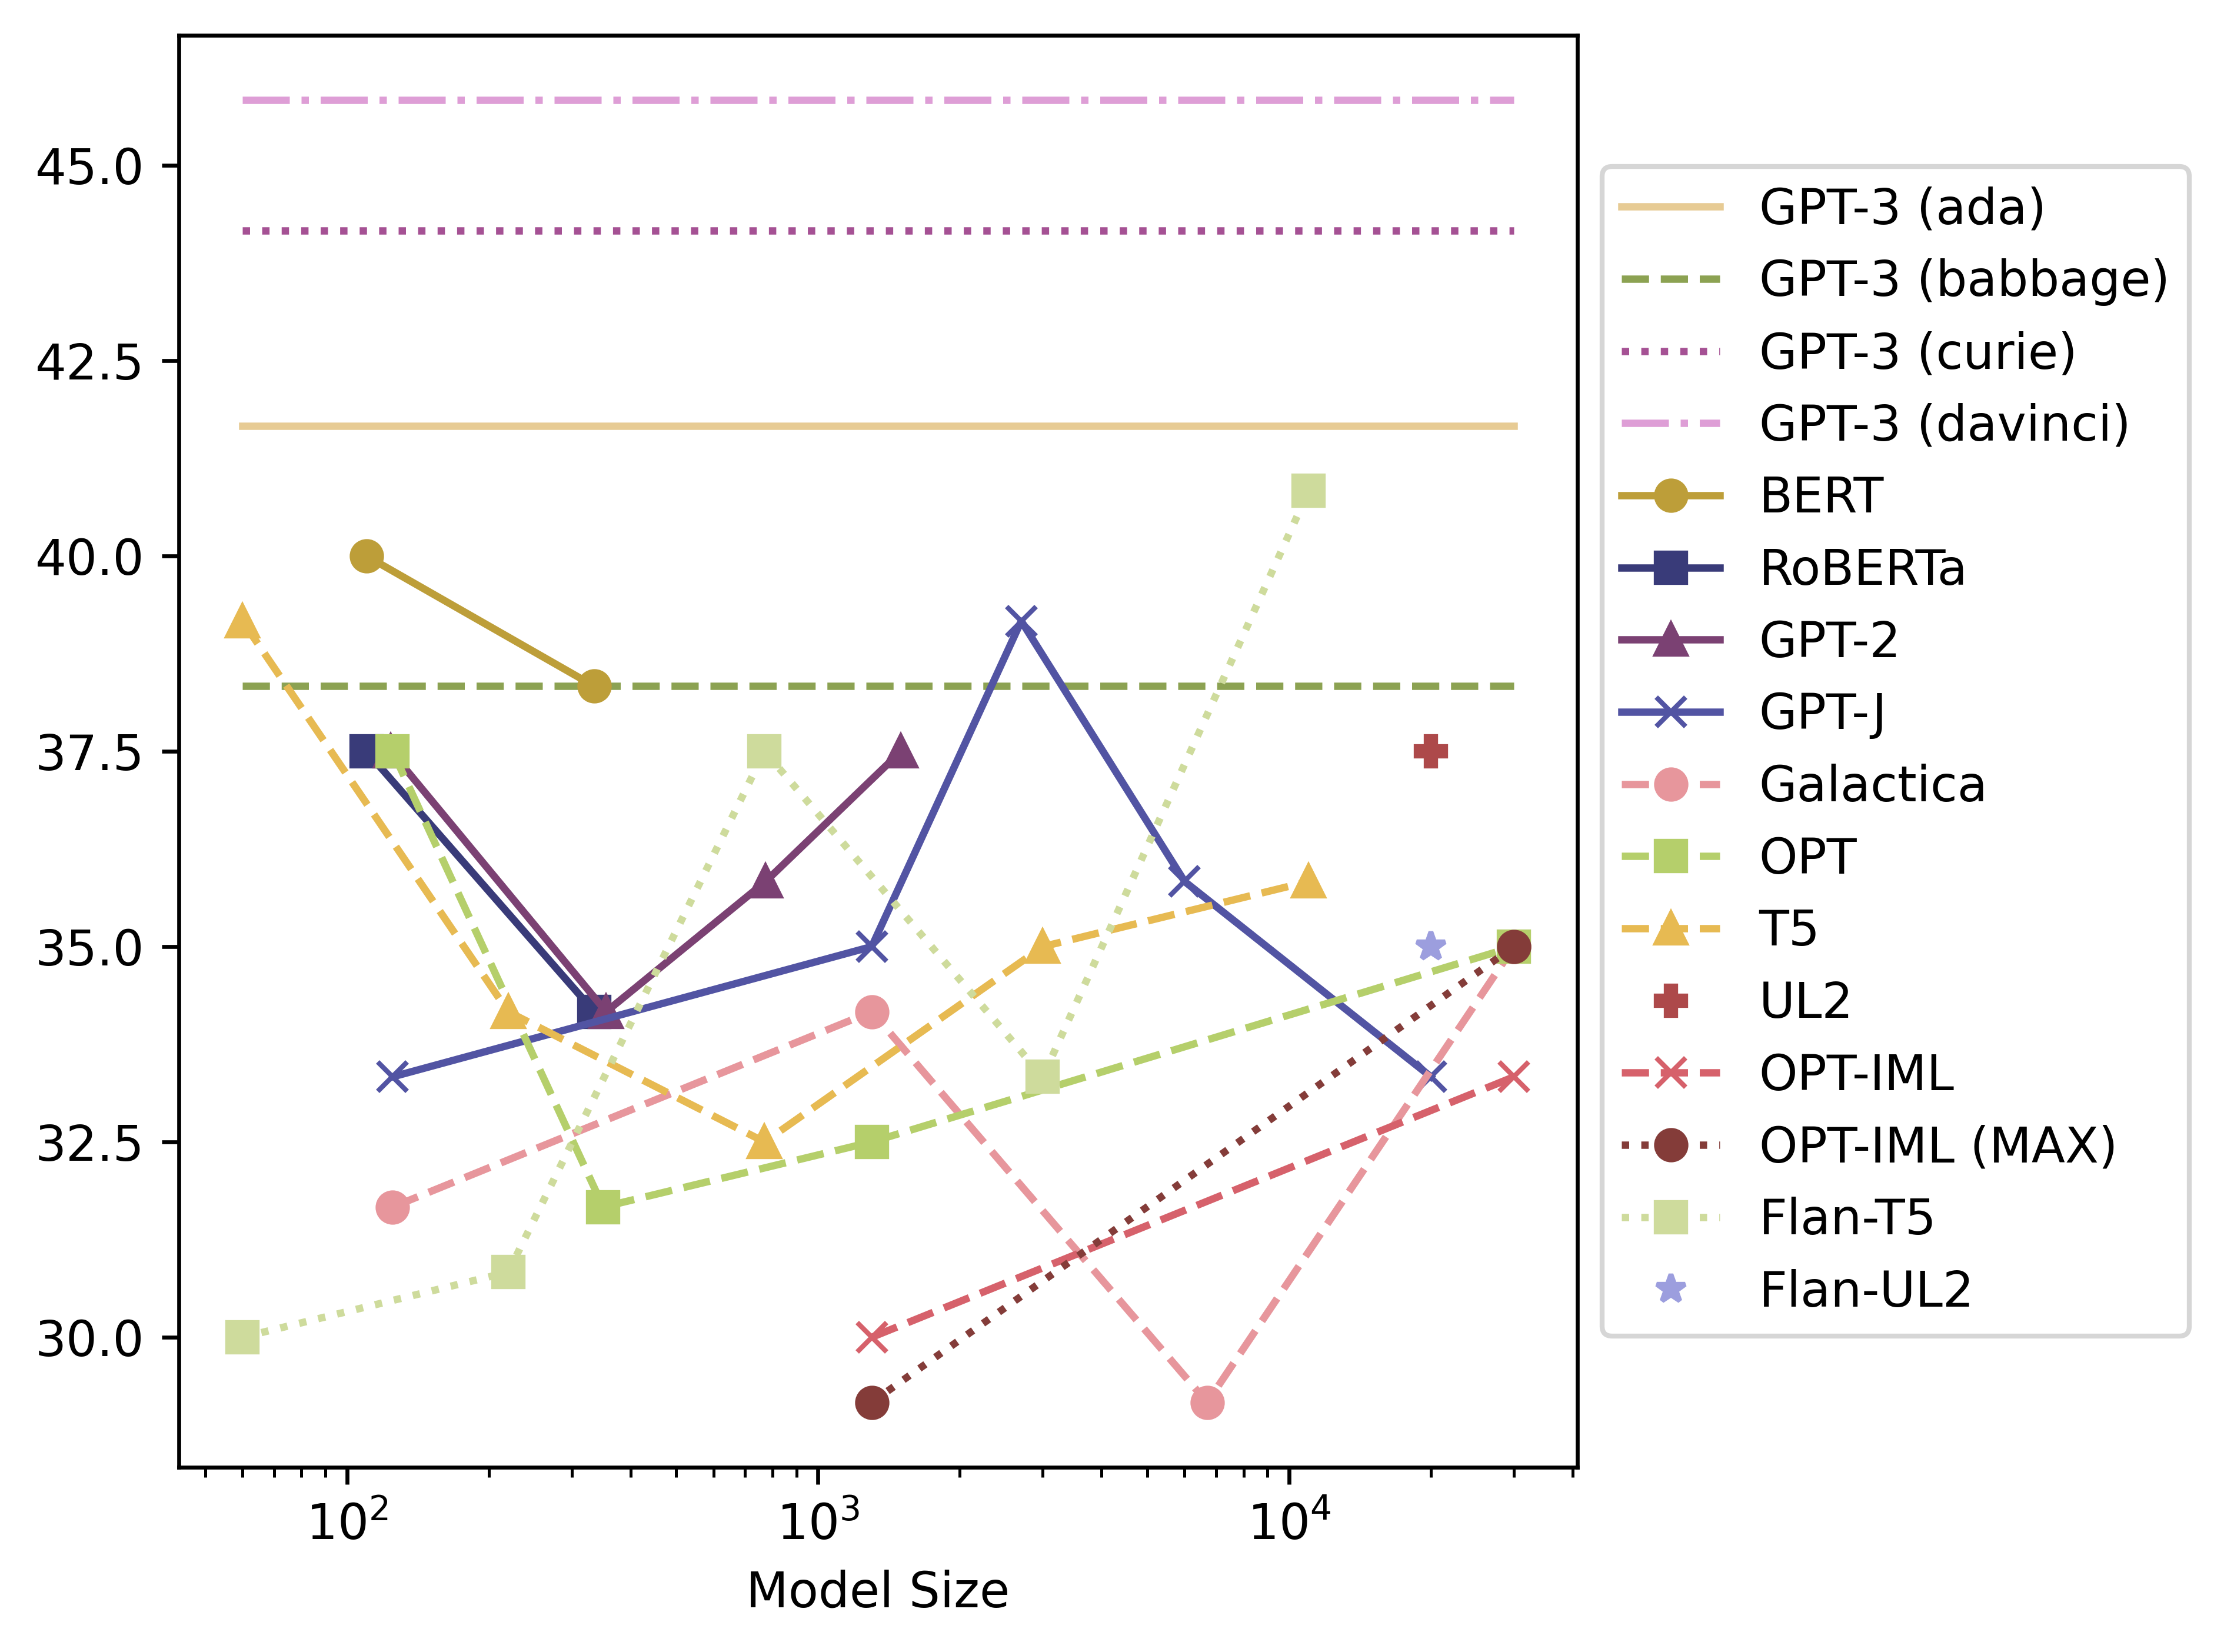 45.0
42.5
40.0
37.5
35.0
32.5
30.0
10²
10³
10⁴
Model Size
GPT-3 (ada)
GPT-3 (babbage)
GPT-3 (curie)
GPT-3 (davinci)
BERT
RoBERTa
GPT-2
GPT-J
Galactica
OPT
T5
UL2
OPT-IML
OPT-IML (MAX)
Flan-T5
Flan-UL2